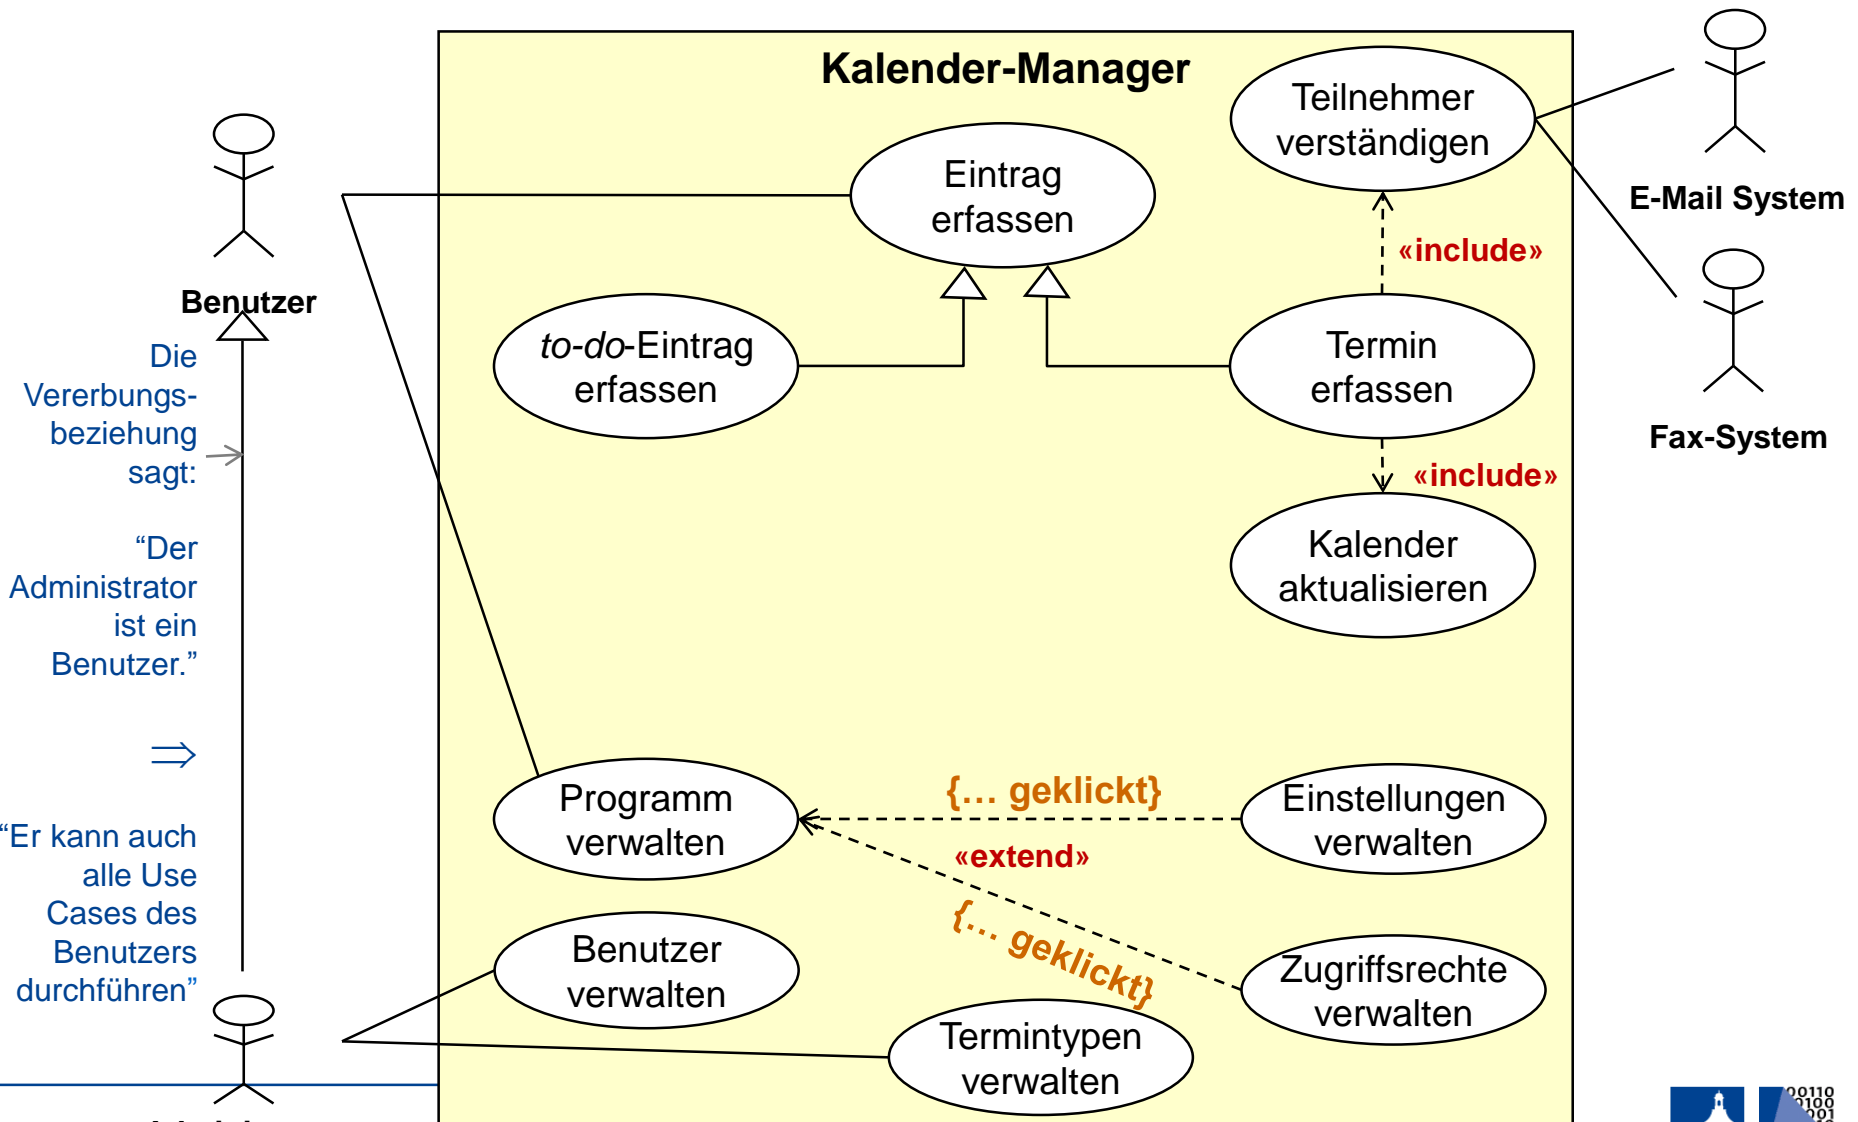 Kalender-Manager
Teilnehmer
verständigen
Eintrag
erfassen
E-Mail System
«include»
Benutzer
to-do-Eintrag
erfassen
Termin
erfassen
Fax-System
«include»
Kalender
aktualisieren
Die
Vererbungs-
beziehung
sagt:
“Der
Administrator
ist ein
Benutzer.”
⇒
“Er kann auch
alle Use
Cases des
Benutzers
durchführen”
Programm
verwalten
{... geklickt}
Einstellungen
verwalten
«extend»
{... geklickt}
Benutzer
verwalten
Zugriffsrechte
verwalten
Termintypen
verwalten
00110